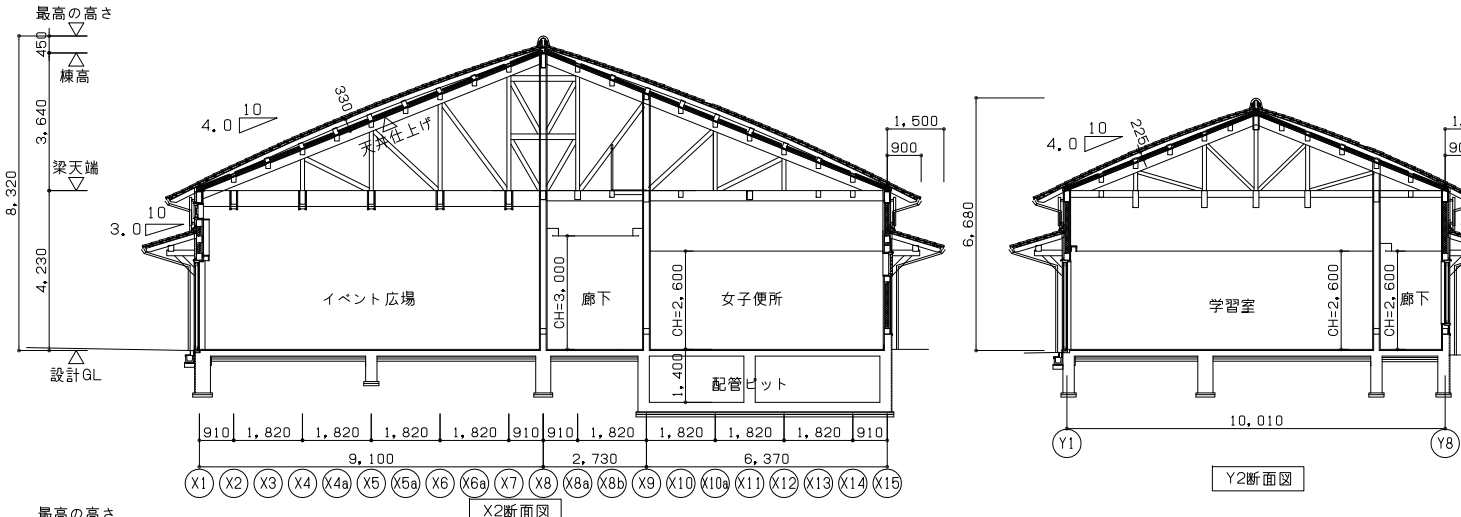 最高の高さ
450
棟高
3,640
8,320
梁天端
4,230
設計GL
10
4.0
10
3.0
330
天井仕上げ
1,500
900
イベント広場
CH=3,000
廊下
CH=2,600
女子便所
1,400
配管ピット
910 1,820 1,820 1,820 1,820 910 910 1,820 1,820 1,820 1,820 910
9,100 2,730 6,370
X1 X2 X3 X4 X4a X5 X5a X6 X6a X7 X8 X8a X8b X9 X10 X10a X11 X12 X13 X14 X15
X2断面図
6,680
10
4.0
225
学習室
CH=2,600
CH=2,600
廊下
10,010
Y1 Y8
Y2断面図
最高の高さ